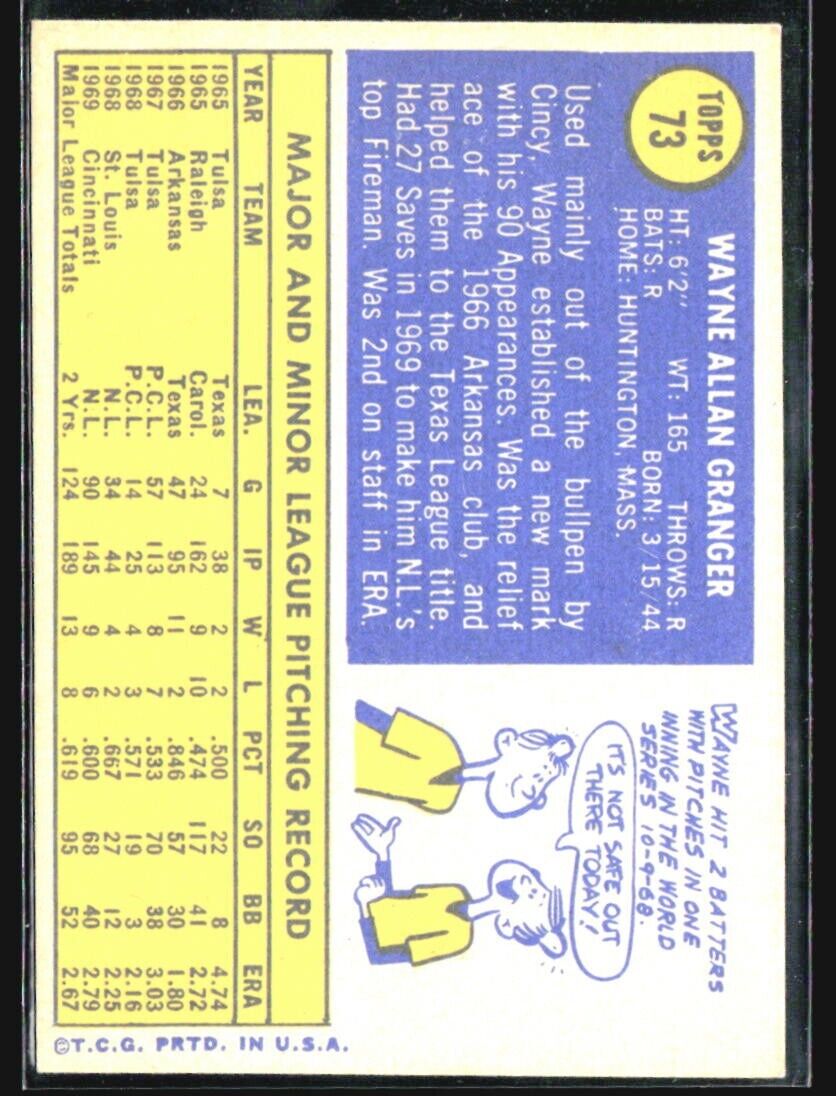 TOPPS
73
WAYNE ALLAN GRANGER
HT: 6'2" WT: 165 THROWS: R
BATS: R BORN: 3/15/44
HOME: HUNTINGTON, MASS.
Used mainly out of the bullpen by
Cincy, Wayne established a new mark
with his 90 Appearances. Was the relief
ace of the 1966 Arkansas club, and
helped them to the Texas League title.
Had 27 Saves in 1969 to make him N.L.'s
top Fireman. Was 2nd on staff in ERA.
WAYNE HIT 2 BATTERS
WITH PITCHES IN ONE
INNING IN THE WORLD
SERIES 10-9-68.
IT'S NOT SAFE OUT
THERE TODAY!
MAJOR AND MINOR LEAGUE PITCHING RECORD
YEAR TEAM LEA. G IP W L PCT SO BB ERA
1965 Tulsa Texas 7 38 2 2 .500 22 8 4.74
1965 Raleigh Carol. 24 162 9 10 .474 117 41 2.72
1966 Arkansas Texas 47 95 11 2 .846 57 30 1.80
1967 Tulsa P.C.L. 57 113 8 7 .533 70 38 3.03
1968 Tulsa P.C.L. 14 25 4 3 .571 19 3 2.16
1968 St. Louis N.L. 34 44 4 2 .667 27 12 2.25
1969 Cincinnati N.L. 90 145 9 6 .600 68 40 2.79
Major League Totals 2 Yrs. 124 189 13 8 .619 95 52 2.67
©T.C.G. PRTD. IN U.S.A.